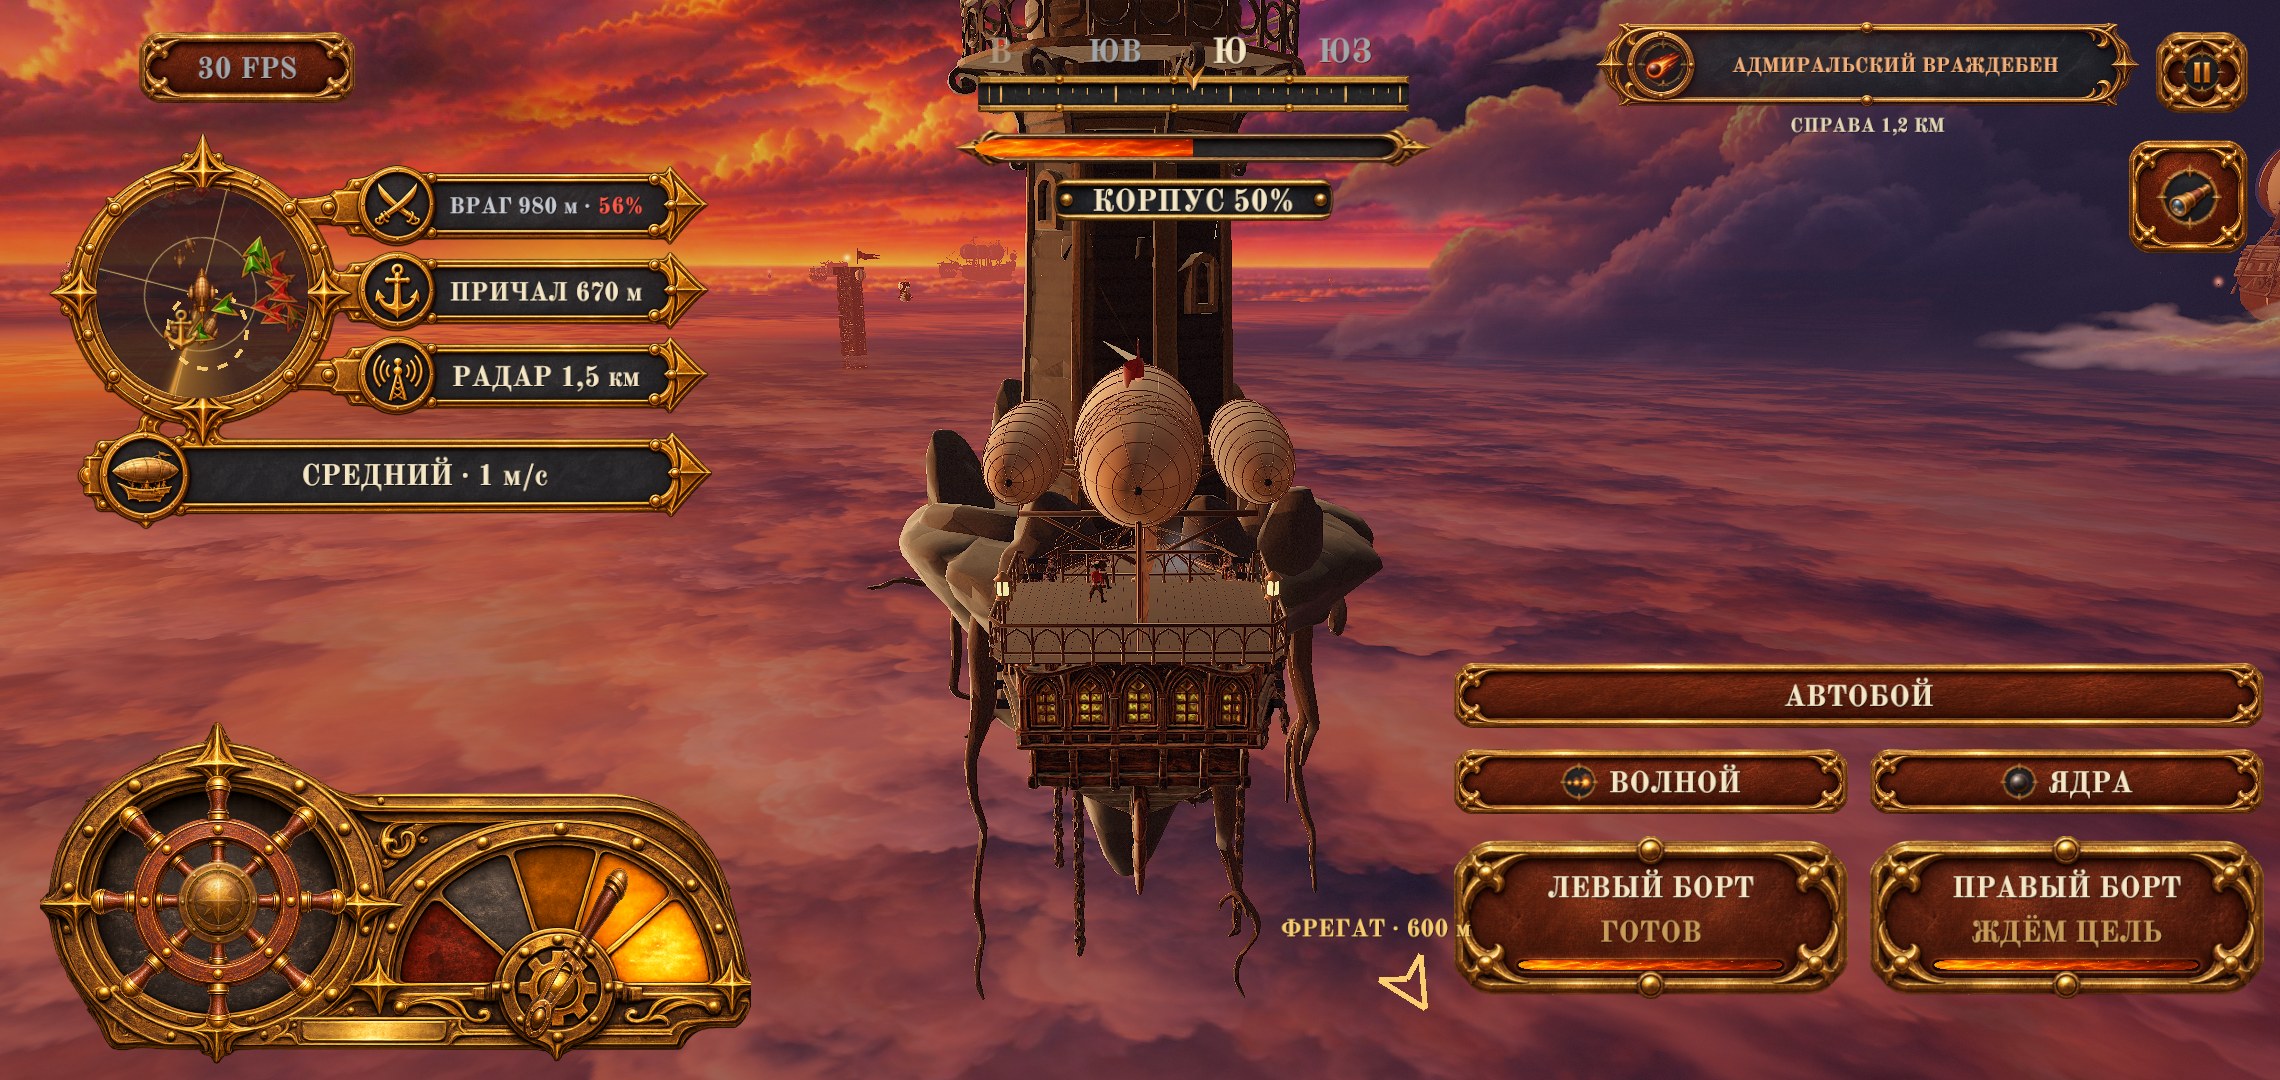 30 FPS
В ЮВ Ю ЮЗ
АДМИРАЛЬСКИЙ ВРАЖДЕБЕН
СПРАВА 1,2 КМ
КОРПУС 50%
ВРАГ 980 м · 56%
ПРИЧАЛ 670 м
РАДАР 1,5 км
СРЕДНИЙ · 1 м/с
АВТОБОЙ
ВОЛНОЙ
ЯДРА
ЛЕВЫЙ БОРТ
ГОТОВ
ПРАВЫЙ БОРТ
ЖДЁМ ЦЕЛЬ
ФРЕГАТ · 600 м